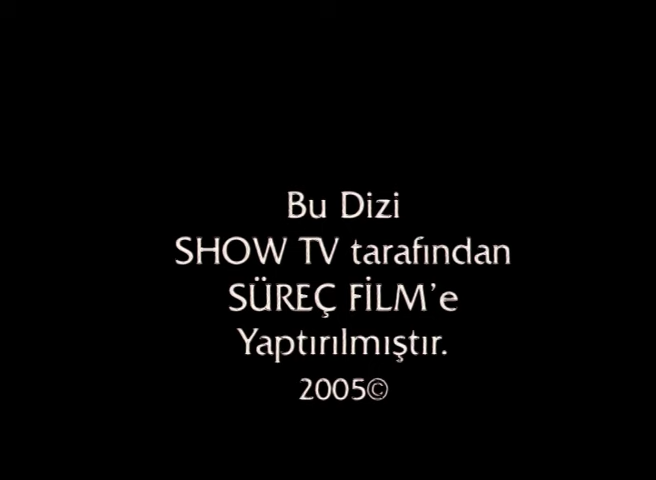 Bu Dizi
SHOW TV tarafından
SÜREÇ FİLM'e
Yaptırılmıştır.
2005©